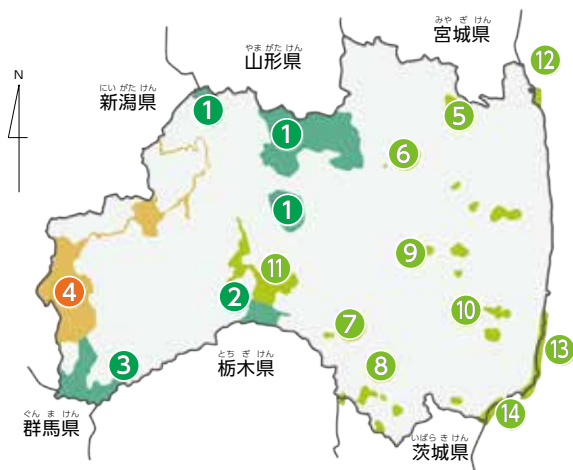 みやぎけん
宮城県
やまがたけん
山形県
にいがたけん
新潟県
N
12
1
1
5
6
1
9
11
4
2
10
7
13
3
8
とちぎけん
栃木県
14
ぐんまけん
群馬県
いばらきけん
茨城県